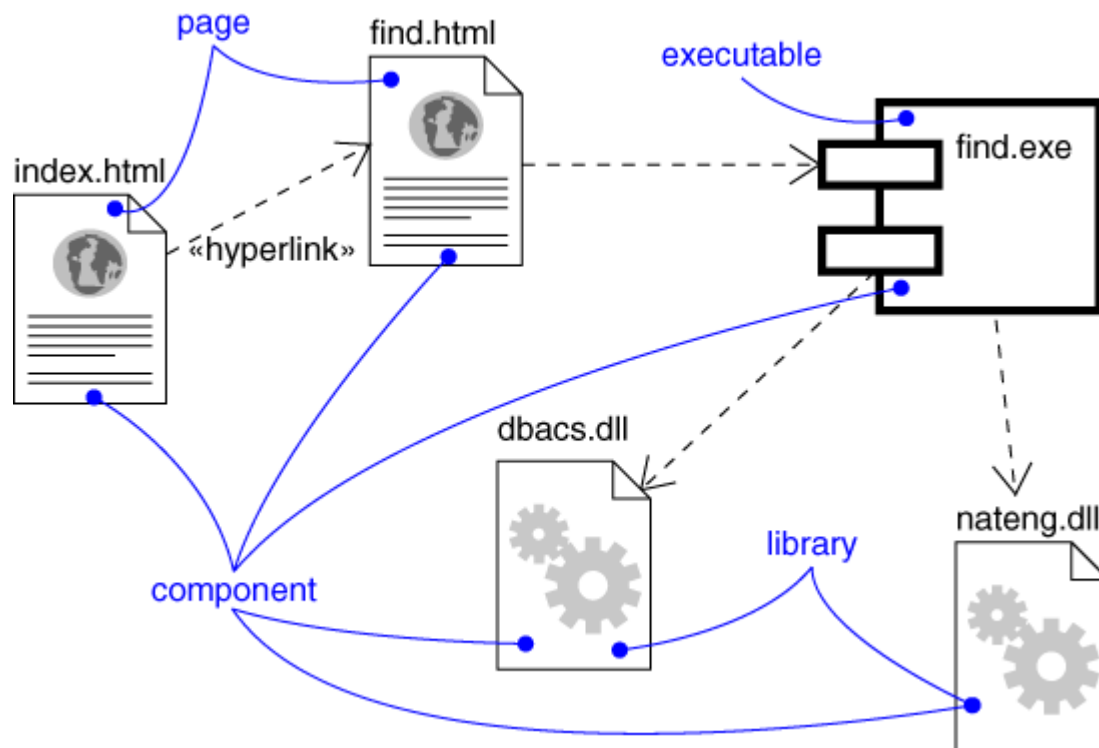 page
find.html
executable
index.html
find.exe
«hyperlink»
dbacs.dll
nateng.dll
library
component